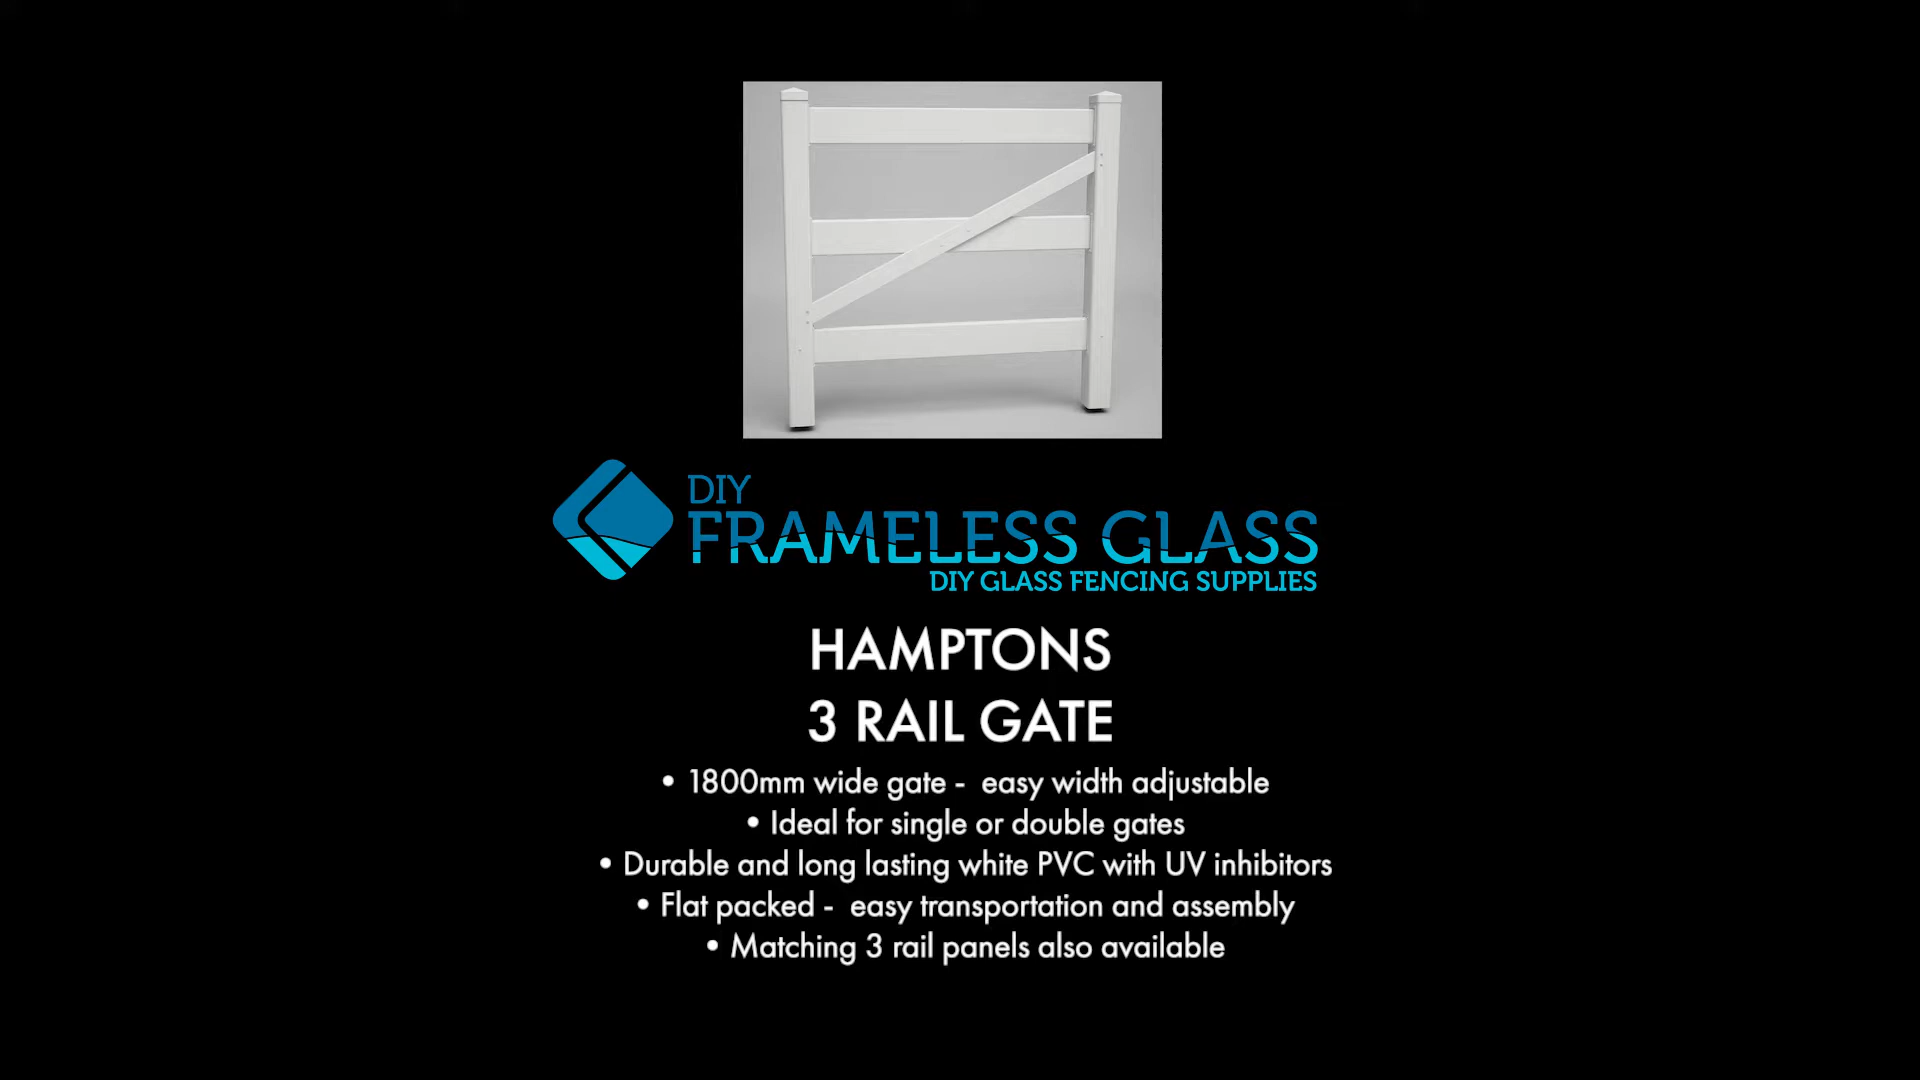 DIY
FRAMELESS GLASS
DIY GLASS FENCING SUPPLIES
HAMPTONS
3 RAIL GATE
• 1800mm wide gate -  easy width adjustable
• Ideal for single or double gates
• Durable and long lasting white PVC with UV inhibitors
• Flat packed -  easy transportation and assembly
• Matching 3 rail panels also available